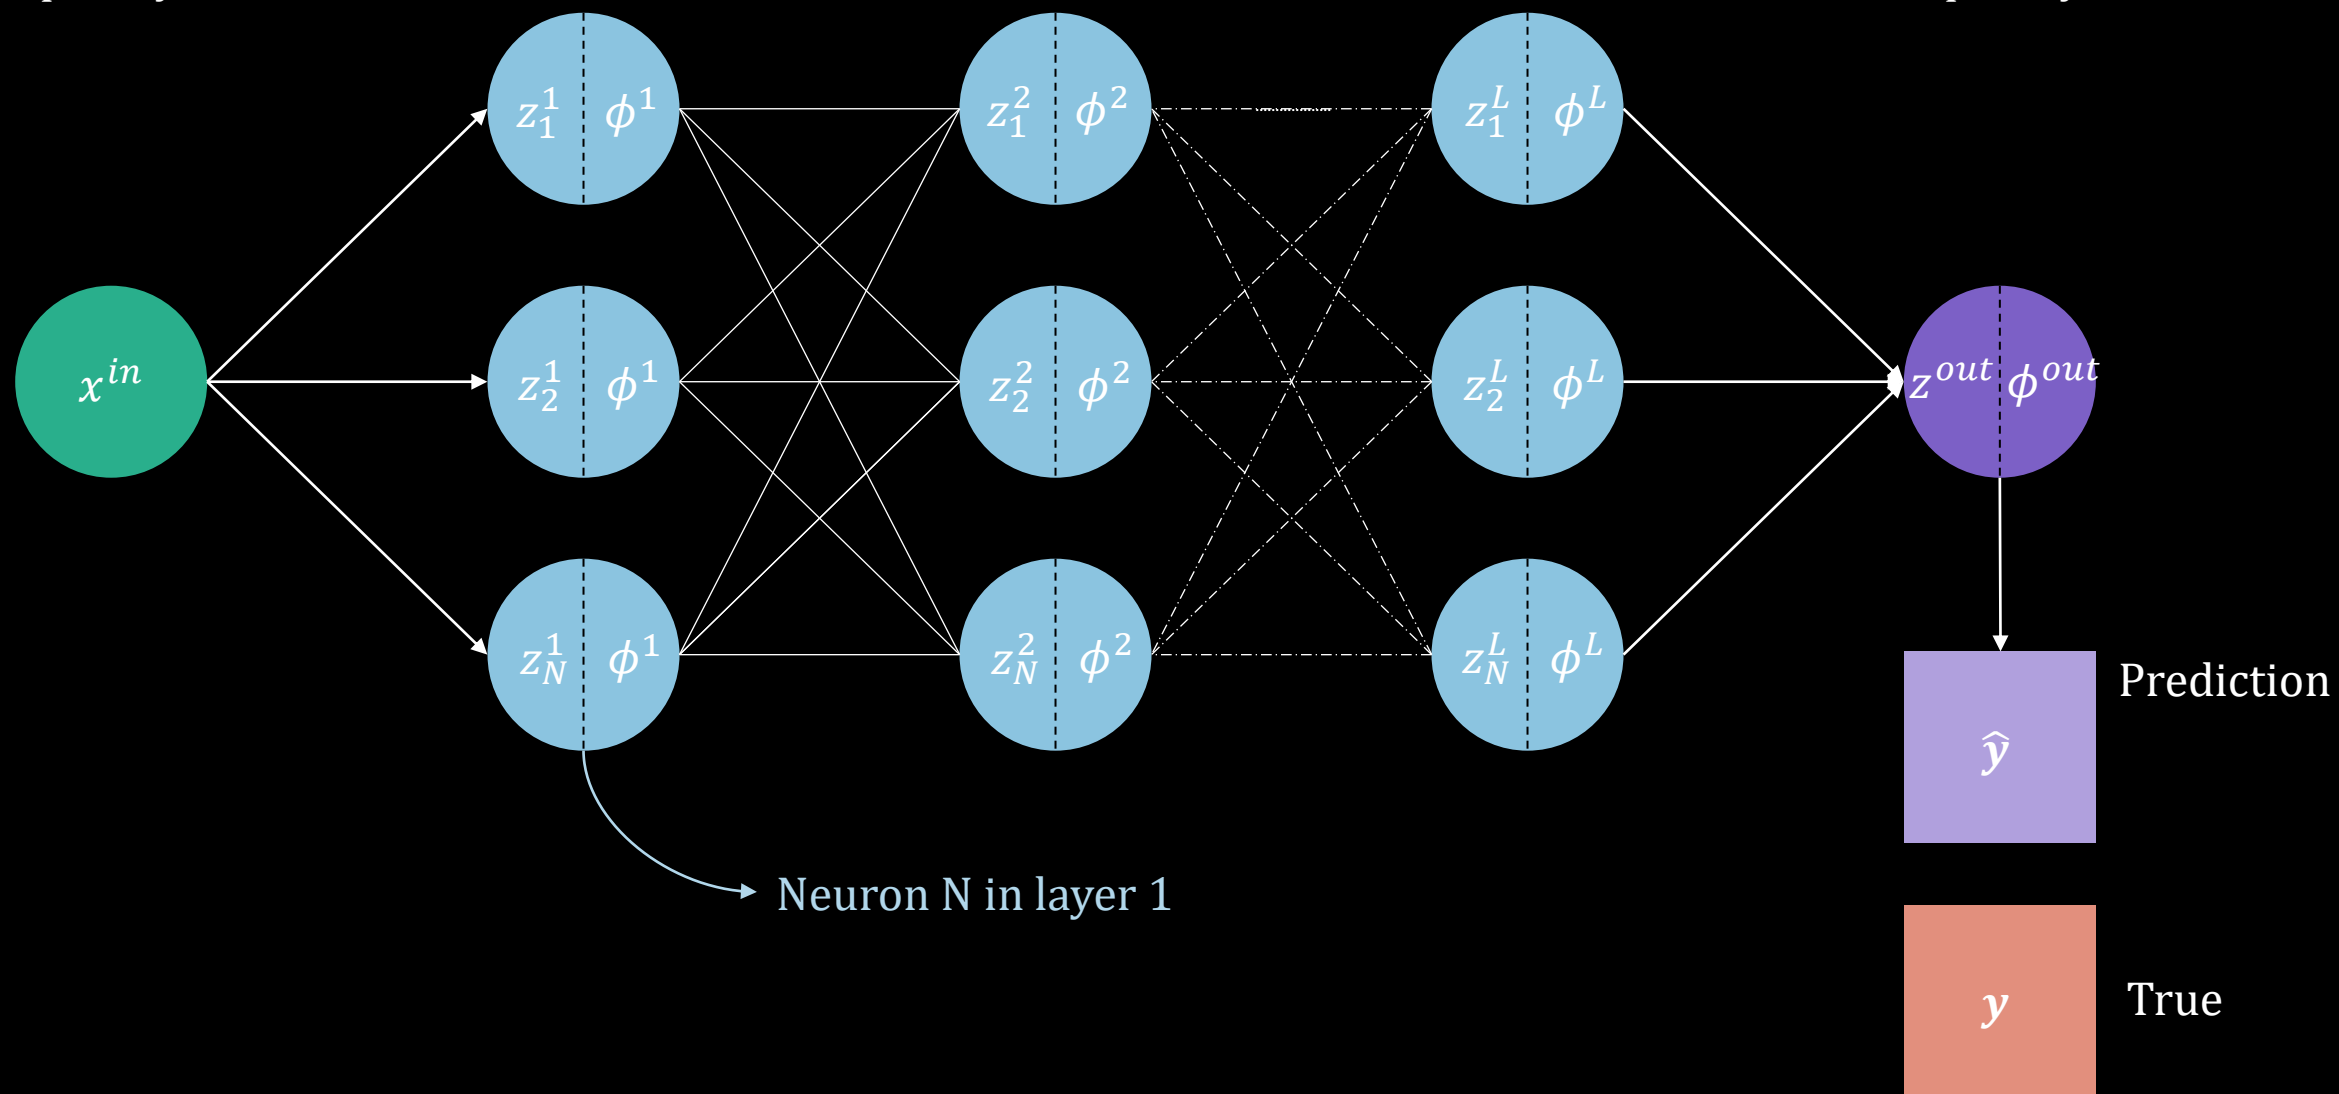 z_1^1 ϕ^1 z_1^2 ϕ^2 z_1^L ϕ^L
x^{in} z_2^1 ϕ^1 z_2^2 ϕ^2 z_2^L ϕ^L z^{out} ϕ^{out}
z_N^1 ϕ^1 z_N^2 ϕ^2 z_N^L ϕ^L
Prediction
ŷ
Neuron N in layer 1
y
True